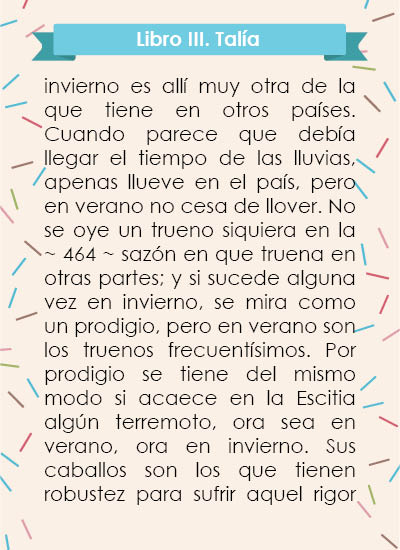 Libro III. Talía
invierno es allí muy otra de la
que tiene en otros países.
Cuando parece que debía
llegar el tiempo de las lluvias,
apenas llueve en el país, pero
en verano no cesa de llover. No
se oye un trueno siquiera en la
~ 464 ~ sazón en que truena en
otras partes; y si sucede alguna
vez en invierno, se mira como
un prodigio, pero en verano son
los truenos frecuentísimos. Por
prodigio se tiene del mismo
modo si acaece en la Escitia
algún terremoto, ora sea en
verano, ora en invierno. Sus
caballos son los que tienen
robustez para sufrir aquel rigor